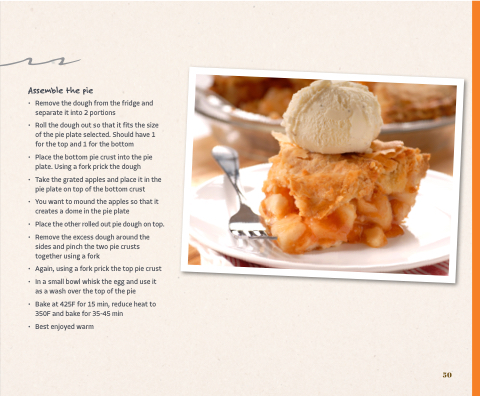 Assemble the pie
• Remove the dough from the fridge and
separate it into 2 portions
• Roll the dough out so that it fits the size
of the pie plate selected. Should have 1
for the top and 1 for the bottom
• Place the bottom pie crust into the pie
plate. Using a fork prick the dough
• Take the grated apples and place it in the
pie plate on top of the bottom crust
• You want to mound the apples so that it
creates a dome in the pie plate
• Place the other rolled out pie dough on top.
• Remove the excess dough around the
sides and pinch the two pie crusts
together using a fork
• Again, using a fork prick the top pie crust
• In a small bowl whisk the egg and use it
as a wash over the top of the pie
• Bake at 425F for 15 min, reduce heat to
350F and bake for 35-45 min
• Best enjoyed warm
50